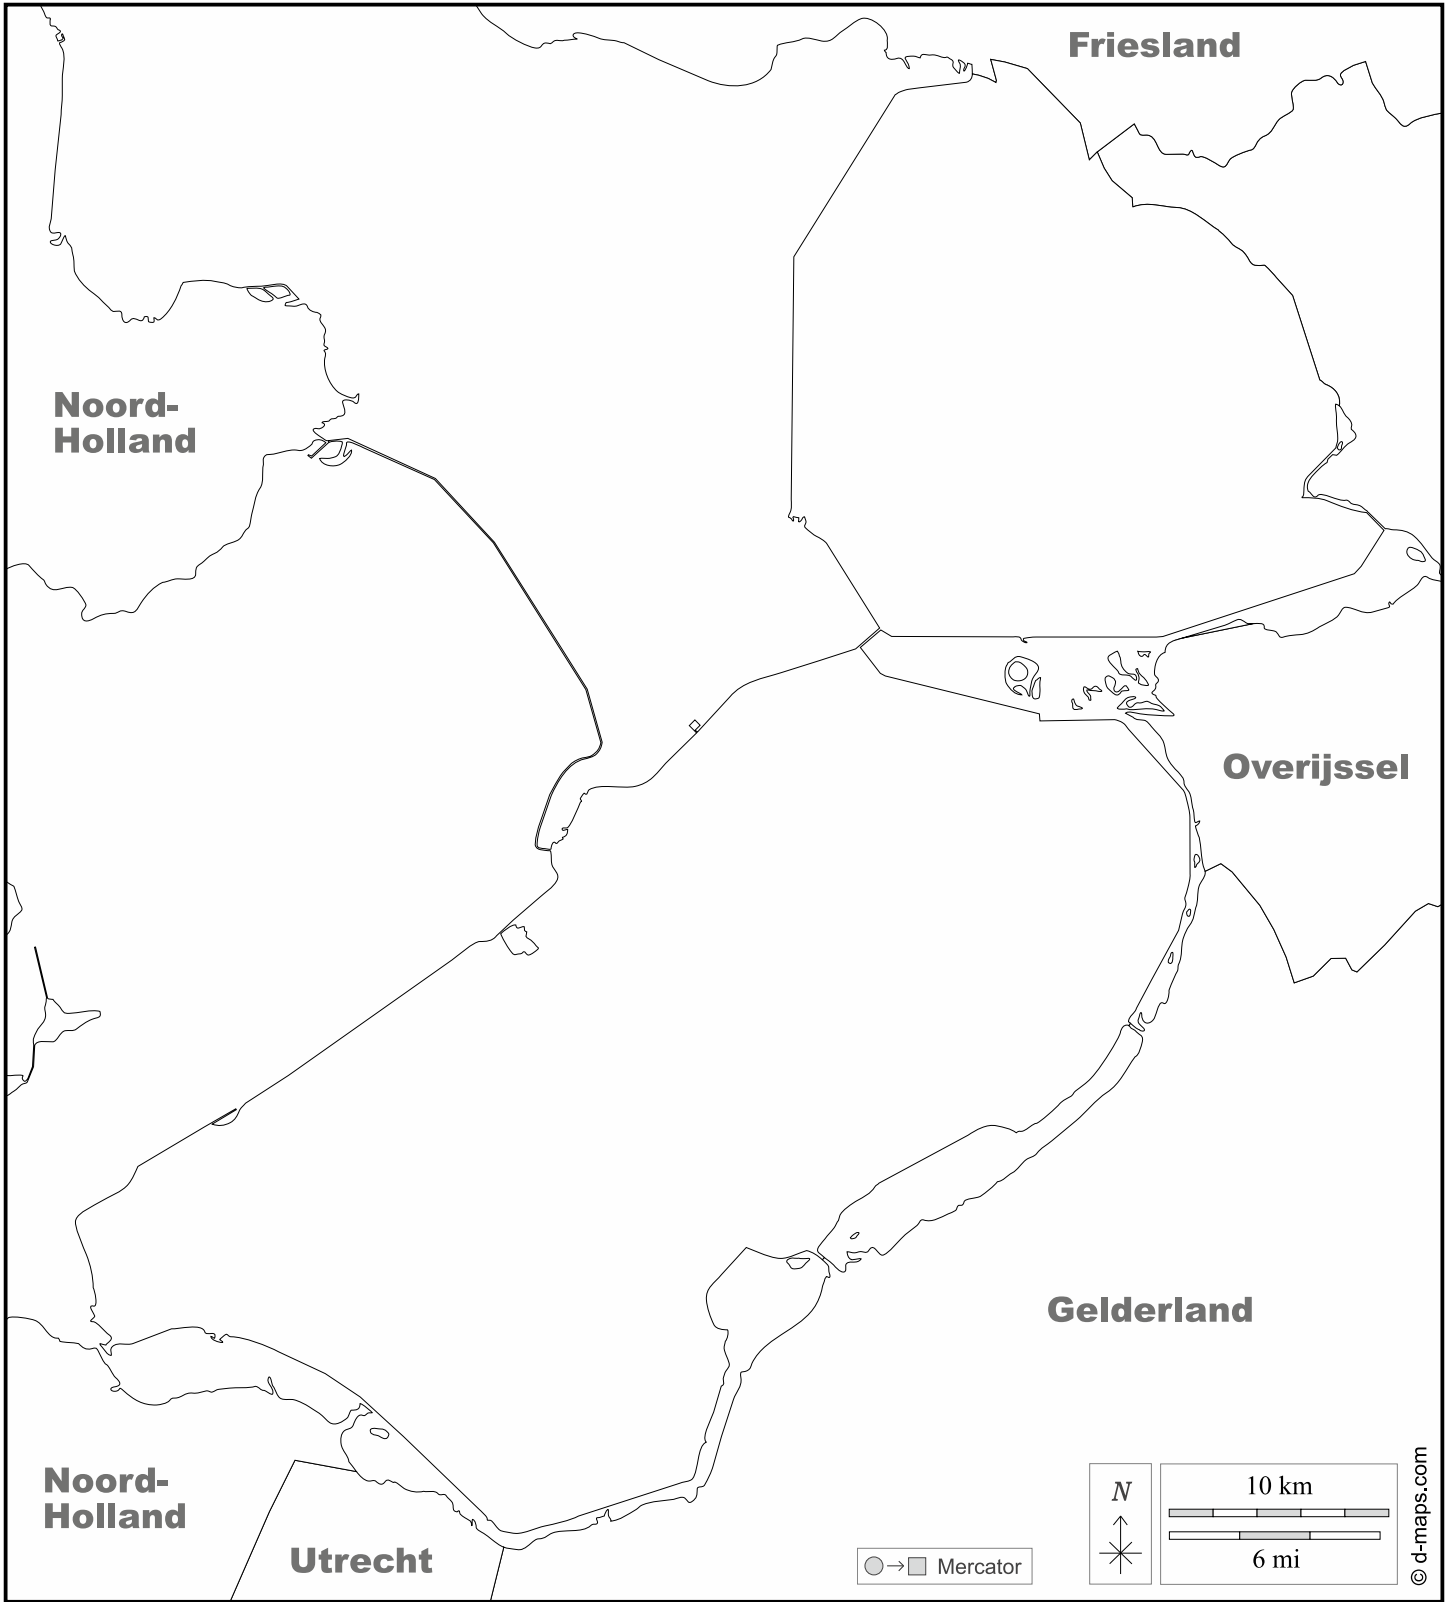 Friesland
Noord-
Holland
Overijssel
Gelderland
Noord-
Holland
Utrecht
Mercator
N
10 km
6 mi
© d-maps.com